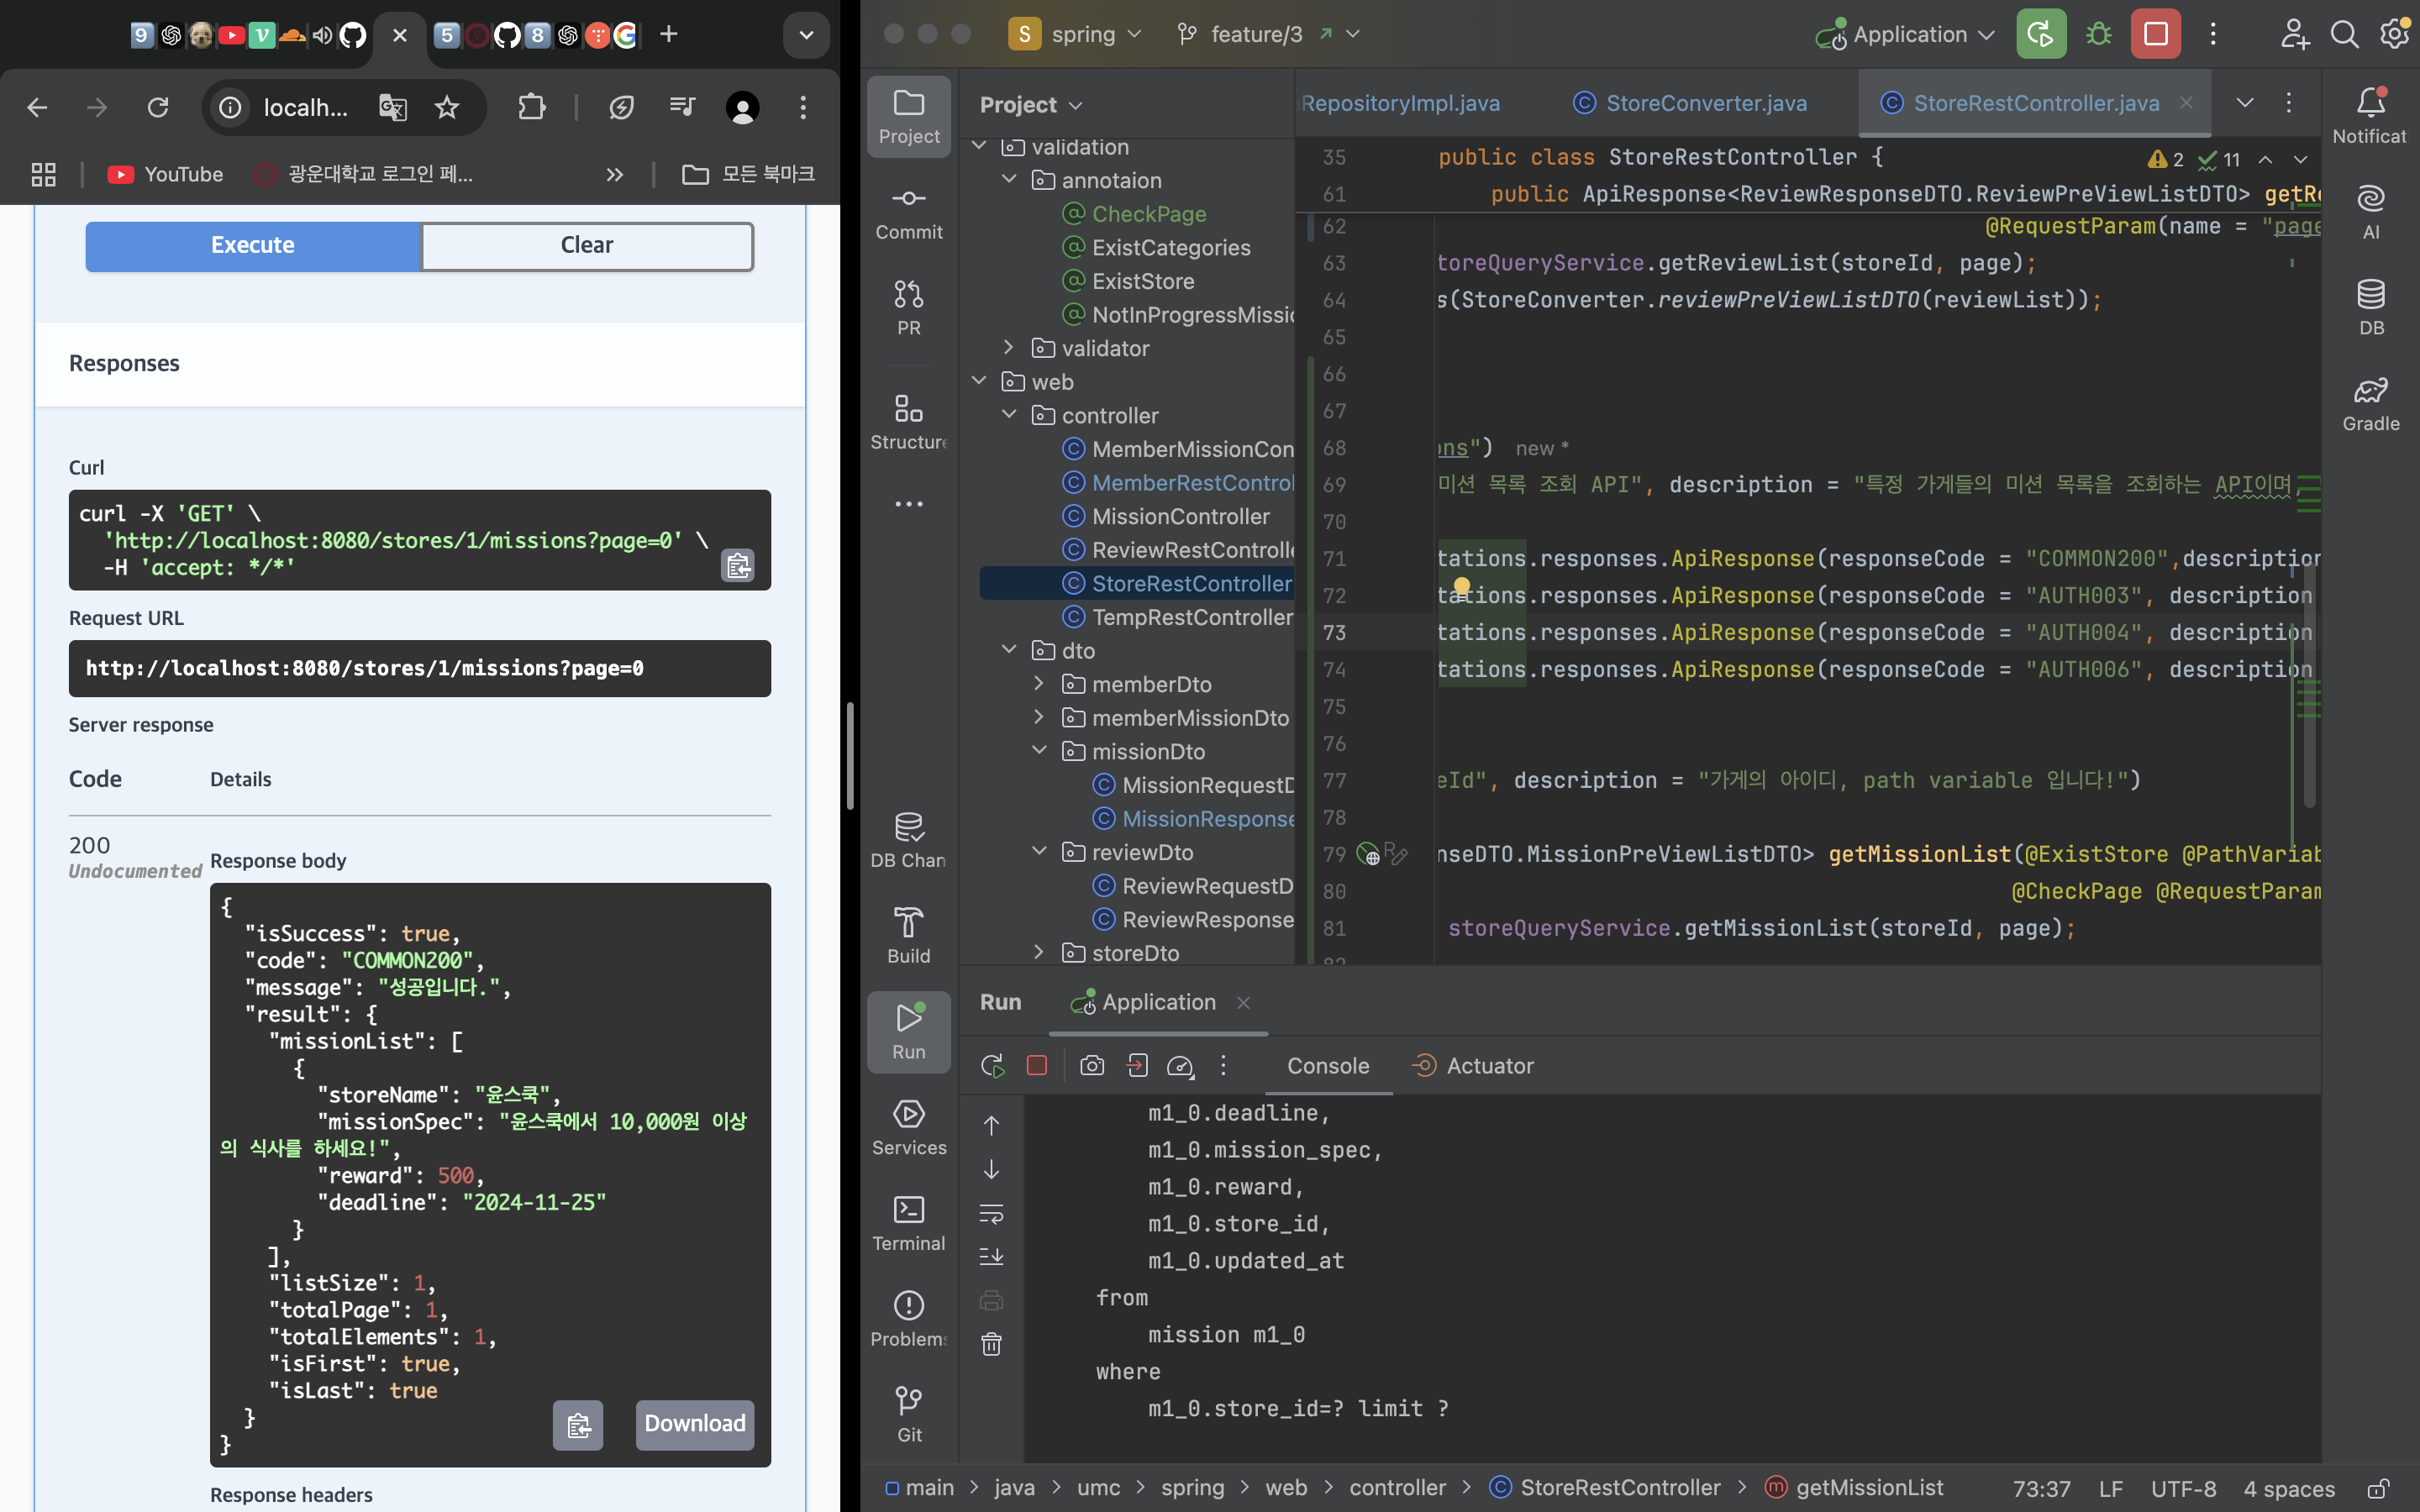 localh...
YouTube
광운대학교 로그인 페...
모든 북마크
Execute
Clear
Responses
Curl
curl -X 'GET' \
'http://localhost:8080/stores/1/missions?page=0' \
-H 'accept: */*'
Request URL
http://localhost:8080/stores/1/missions?page=0
Server response
Code
Details
200
Undocumented
Response body
{
"isSuccess": true,
"code": "COMMON200",
"message": "성공입니다.",
"result": {
"missionList": [
{
"storeName": "윤스쿡",
"missionSpec": "윤스쿡에서 10,000원 이상
의 식사를 하세요!",
"reward": 500,
"deadline": "2024-11-25"
}
],
"listSize": 1,
"totalPage": 1,
"totalElements": 1,
"isFirst": true,
"isLast": true
}
}
Download
Response headers
S
spring
feature/3
Application
Project
Commit
PR
Structure
DB Chan
Build
Run
Services
Terminal
Problems
Git
Project
validation
annotaion
CheckPage
ExistCategories
ExistStore
NotInProgressMissio
validator
web
controller
MemberMissionCon
MemberRestControl
MissionController
ReviewRestControlle
StoreRestController
TempRestController
dto
memberDto
memberMissionDto
missionDto
MissionRequestD
MissionResponse
reviewDto
ReviewRequestD
ReviewResponse
storeDto
RepositoryImpl.java
StoreConverter.java
StoreRestController.java
2
11
35 public class StoreRestController {
61 public ApiResponse<ReviewResponseDTO.ReviewPreViewListDTO> getRe
62 @RequestParam(name = "page
63 toreQueryService.getReviewList(storeId, page);
64 s(StoreConverter.reviewPreViewListDTO(reviewList));
65
66
67
68 ons") new *
69 미션 목록 조회 API", description = "특정 가게들의 미션 목록을 조회하는 API이며,
70
71 tations.responses.ApiResponse(responseCode = "COMMON200",description
72 tations.responses.ApiResponse(responseCode = "AUTH003", description
73 tations.responses.ApiResponse(responseCode = "AUTH004", description
74 tations.responses.ApiResponse(responseCode = "AUTH006", description
75
76
77 eId", description = "가게의 아이디, path variable 입니다!")
78
79 nseDTO.MissionPreViewListDTO> getMissionList(@ExistStore @PathVariab
80 @CheckPage @RequestParam
81 storeQueryService.getMissionList(storeId, page);
82
Notificat
AI
DB
Gradle
Run
Application
Console
Actuator
m1_0.deadline,
m1_0.mission_spec,
m1_0.reward,
m1_0.store_id,
m1_0.updated_at
from
mission m1_0
where
m1_0.store_id=? limit ?
main
java
umc
spring
web
controller
StoreRestController
getMissionList
73:37
LF
UTF-8
4 spaces